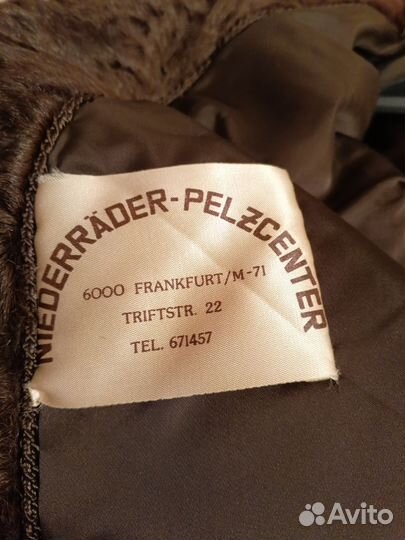 NIEDERRÄDER-PELZCENTER
6000 FRANKFURT/M-71
TRIFTSTR. 22
TEL. 671457
Avito